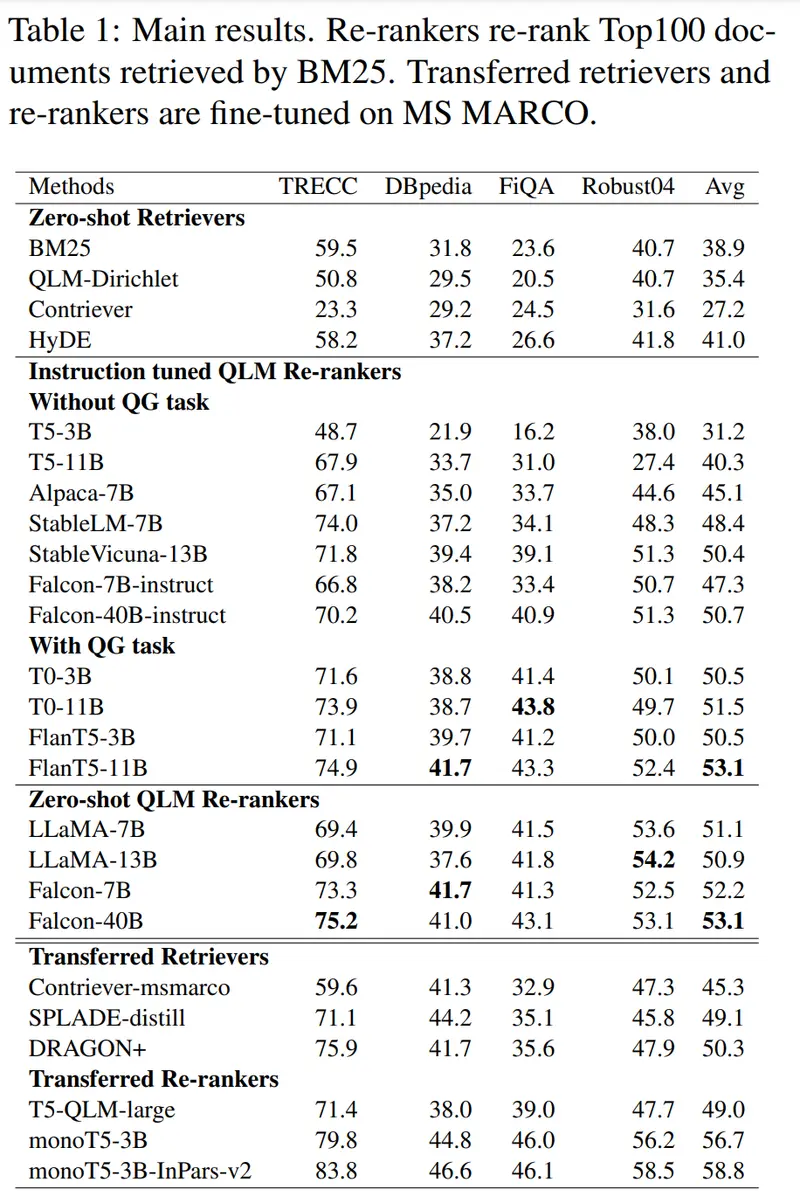 Table 1: Main results. Re-rankers re-rank Top100 doc-
uments retrieved by BM25. Transferred retrievers and
re-rankers are fine-tuned on MS MARCO.
Methods TRECC DBpedia FiQA Robust04 Avg
Zero-shot Retrievers
BM25 59.5 31.8 23.6 40.7 38.9
QLM-Dirichlet 50.8 29.5 20.5 40.7 35.4
Contriever 23.3 29.2 24.5 31.6 27.2
HyDE 58.2 37.2 26.6 41.8 41.0
Instruction tuned QLM Re-rankers
Without QG task
T5-3B 48.7 21.9 16.2 38.0 31.2
T5-11B 67.9 33.7 31.0 27.4 40.3
Alpaca-7B 67.1 35.0 33.7 44.6 45.1
StableLM-7B 74.0 37.2 34.1 48.3 48.4
StableVicuna-13B 71.8 39.4 39.1 51.3 50.4
Falcon-7B-instruct 66.8 38.2 33.4 50.7 47.3
Falcon-40B-instruct 70.2 40.5 40.9 51.3 50.7
With QG task
T0-3B 71.6 38.8 41.4 50.1 50.5
T0-11B 73.9 38.7 43.8 49.7 51.5
FlanT5-3B 71.1 39.7 41.2 50.0 50.5
FlanT5-11B 74.9 41.7 43.3 52.4 53.1
Zero-shot QLM Re-rankers
LLaMA-7B 69.4 39.9 41.5 53.6 51.1
LLaMA-13B 69.8 37.6 41.8 54.2 50.9
Falcon-7B 73.3 41.7 41.3 52.5 52.2
Falcon-40B 75.2 41.0 43.1 53.1 53.1
Transferred Retrievers
Contriever-msmarco 59.6 41.3 32.9 47.3 45.3
SPLADE-distill 71.1 44.2 35.1 45.8 49.1
DRAGON+ 75.9 41.7 35.6 47.9 50.3
Transferred Re-rankers
T5-QLM-large 71.4 38.0 39.0 47.7 49.0
monoT5-3B 79.8 44.8 46.0 56.2 56.7
monoT5-3B-InPars-v2 83.8 46.6 46.1 58.5 58.8